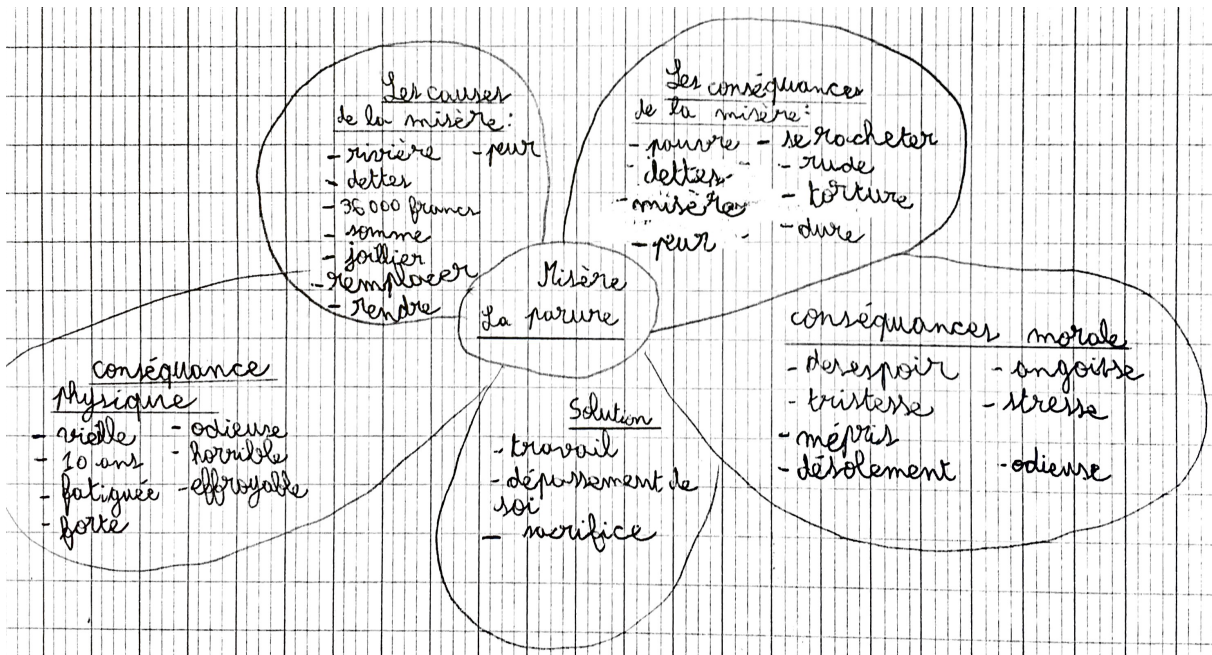 Les causes
de la misère:
- rivière - peur
- dettes
- 36 000 francs
- somme
- joillier
- remplacer
- rendre
Les conséquances
de la misère:
- pauvre - se racheter
- dettes - rude
- misère - torture
- peur - dure
Misère
La parure
conséquance
physique
- vieille - odieuse
- 10 ans - horrible
- fatiguée - effroyable
- forte
Solution
- travail
- dépassement de
soi
- sacrifice
conséquances morale
- desespoir - angoisse
- tristesse - stresse
- mépris
- désolement - odieuse